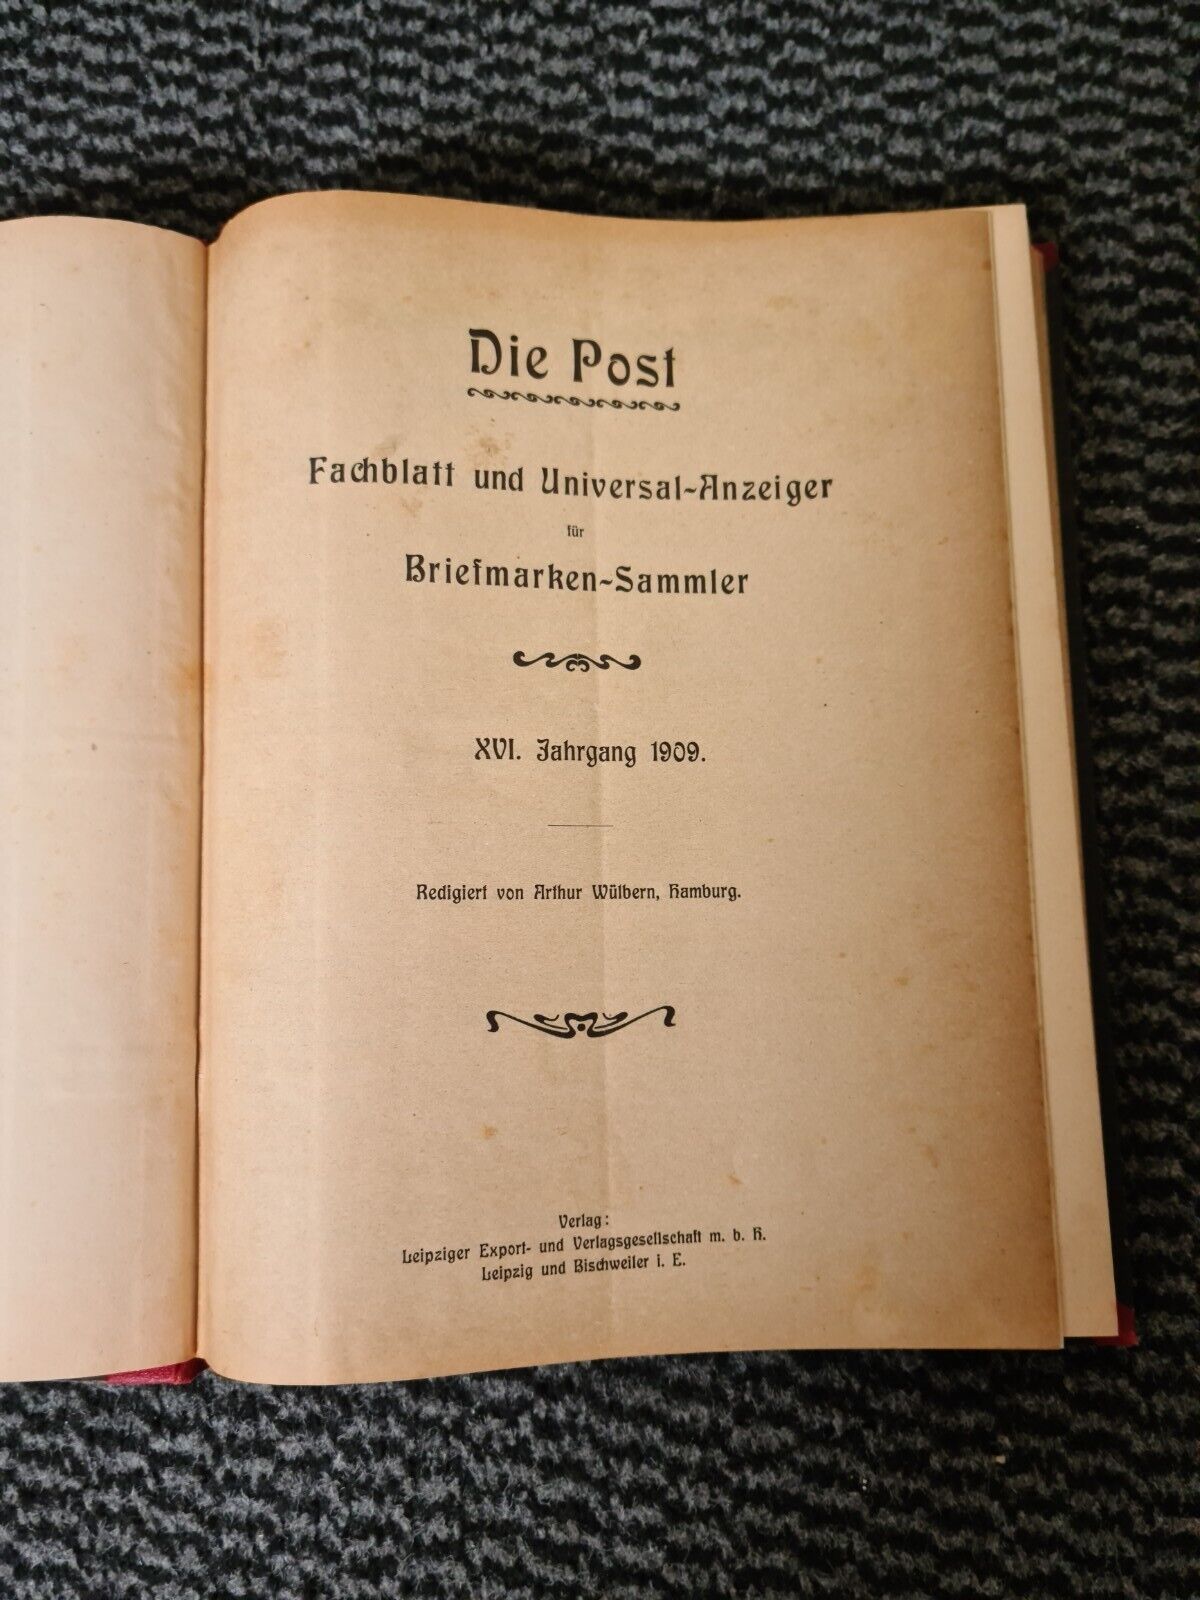 Die Post
Fachblatt und Universal-Anzeiger
für
Briefmarken-Sammler
XVI. Jahrgang 1909.
Redigiert von Arthur Wülbern, Hamburg.
Verlag:
Leipziger Export- und Verlagsgesellschaft m. b. H.
Leipzig und Bischweiler i. E.